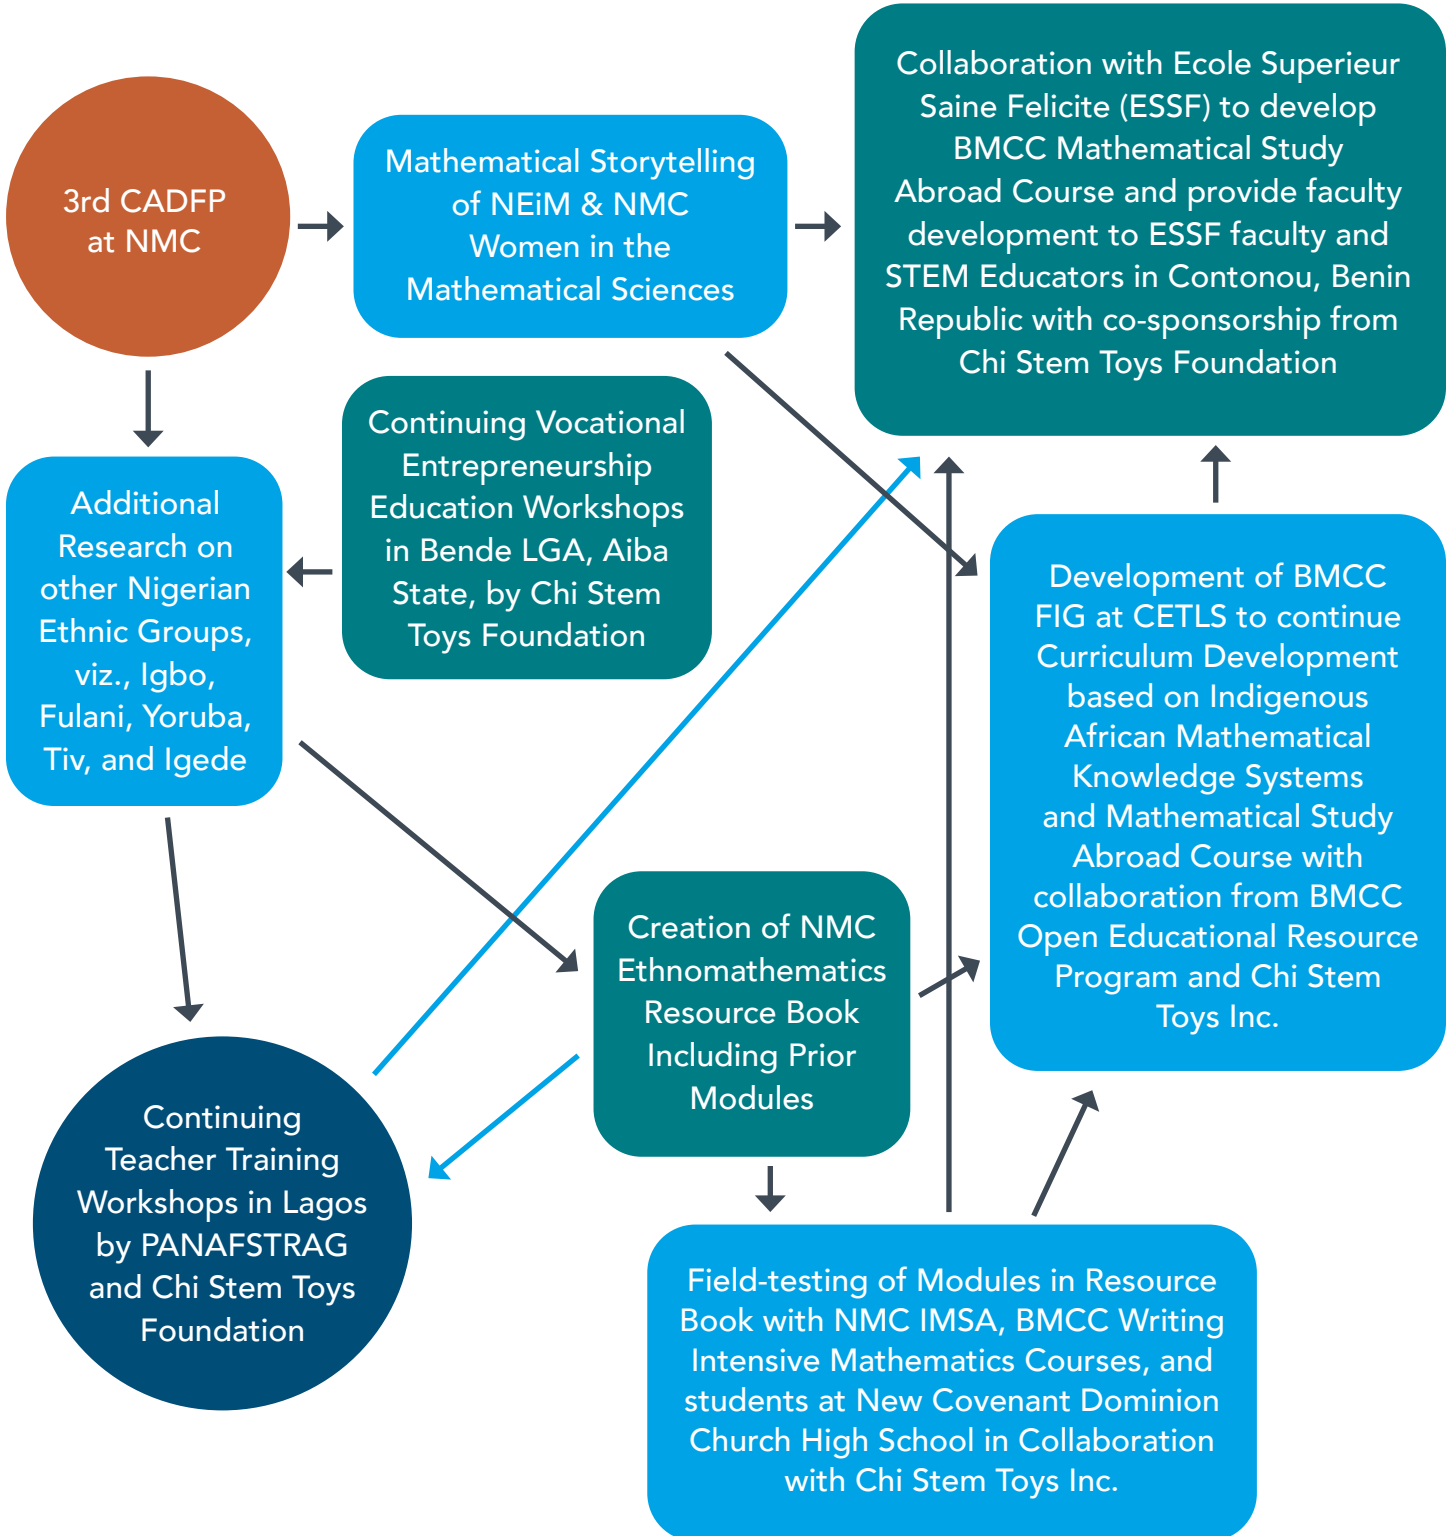 3rd CADFP
at NMC
Mathematical Storytelling
of NEiM & NMC
Women in the
Mathematical Sciences
Collaboration with Ecole Superieur
Saine Felicite (ESSF) to develop
BMCC Mathematical Study
Abroad Course and provide faculty
development to ESSF faculty and
STEM Educators in Contonou, Benin
Republic with co-sponsorship from
Chi Stem Toys Foundation
Continuing Vocational
Entrepreneurship
Education Workshops
in Bende LGA, Aiba
State, by Chi Stem
Toys Foundation
Additional
Research on
other Nigerian
Ethnic Groups,
viz., Igbo,
Fulani, Yoruba,
Tiv, and Igede
Development of BMCC
FIG at CETLS to continue
Curriculum Development
based on Indigenous
African Mathematical
Knowledge Systems
and Mathematical Study
Abroad Course with
collaboration from BMCC
Open Educational Resource
Program and Chi Stem
Toys Inc.
Creation of NMC
Ethnomathematics
Resource Book
Including Prior
Modules
Continuing
Teacher Training
Workshops in Lagos
by PANAFSTRAG
and Chi Stem Toys
Foundation
Field-testing of Modules in Resource
Book with NMC IMSA, BMCC Writing
Intensive Mathematics Courses, and
students at New Covenant Dominion
Church High School in Collaboration
with Chi Stem Toys Inc.